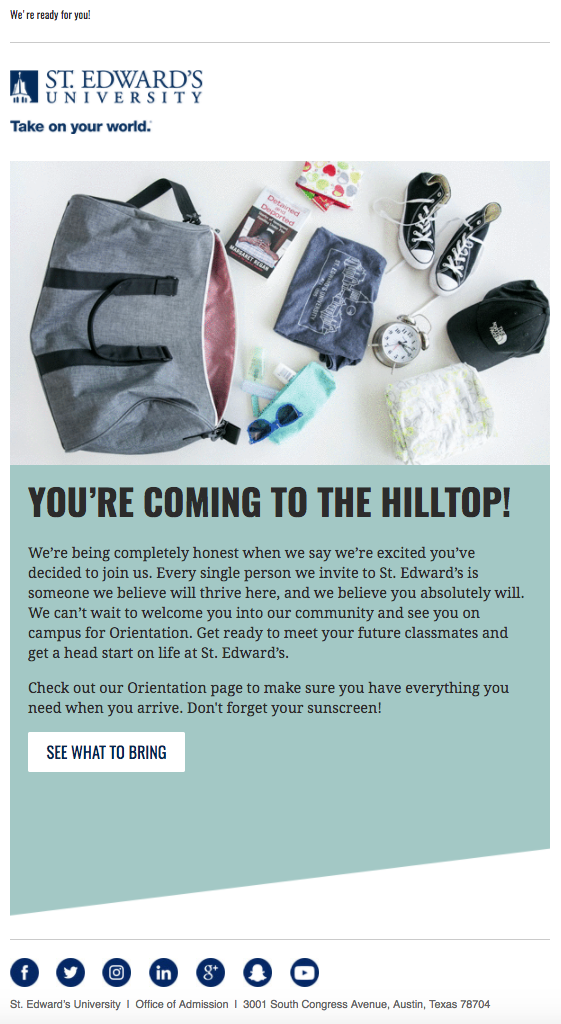 We're ready for you!
ST. EDWARD'S
UNIVERSITY
Take on your world.
Detained
and
Deported
MARGARET REGAN
THE
NORTH
FACE
YOU’RE COMING TO THE HILLTOP!
We’re being completely honest when we say we’re excited you’ve
decided to join us. Every single person we invite to St. Edward’s is
someone we believe will thrive here, and we believe you absolutely will.
We can’t wait to welcome you into our community and see you on
campus for Orientation. Get ready to meet your future classmates and
get a head start on life at St. Edward’s.
Check out our Orientation page to make sure you have everything you
need when you arrive. Don't forget your sunscreen!
SEE WHAT TO BRING
St. Edward’s University I Office of Admission I 3001 South Congress Avenue, Austin, Texas 78704